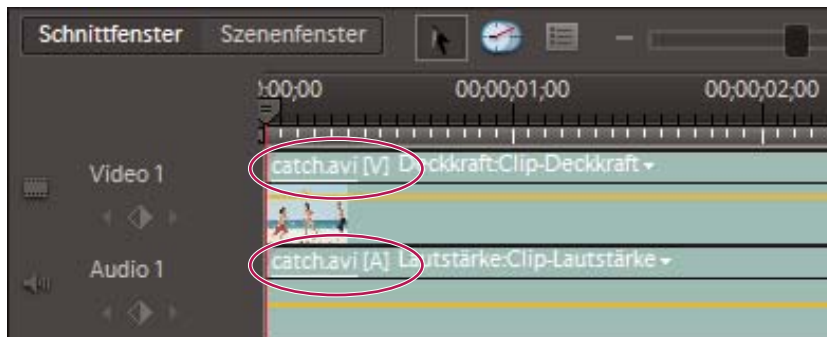 Schnittfenster Szenenfenster
:00;00 00;00;01;00 00;00;02;00
Video 1 catch.avi [V] Deckkraft:Clip-Deckkraft
Audio 1 catch.avi [A] Lautstärke:Clip-Lautstärke